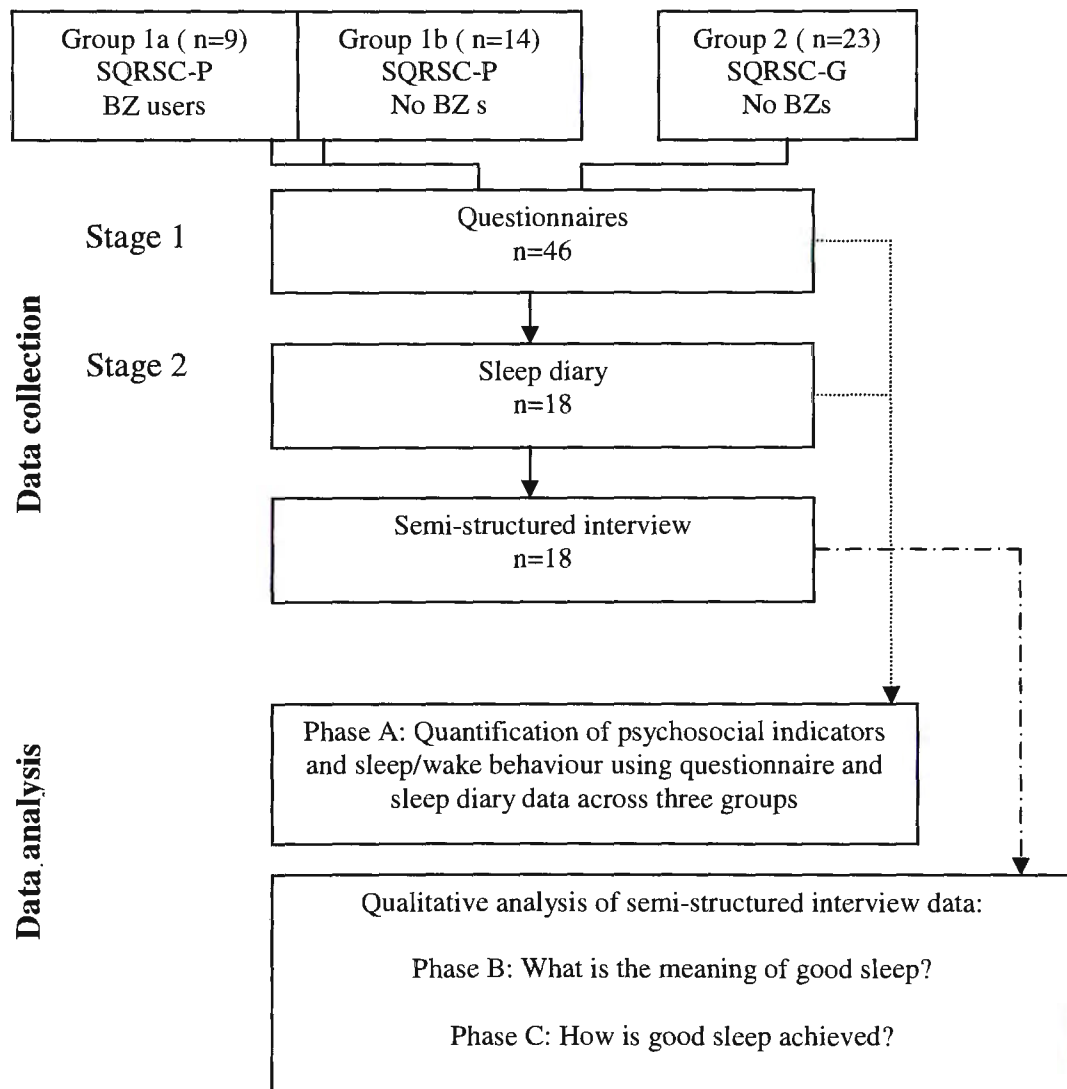 Group 1a ( n=9)
SQRSC-P
BZ users
Group 1b ( n=14)
SQRSC-P
No BZ s
Group 2 ( n=23)
SQRSC-G
No BZs
Data collection
Stage 1
Questionnaires
n=46
Stage 2
Sleep diary
n=18
Semi-structured interview
n=18
Data analysis
Phase A: Quantification of psychosocial indicators
and sleep/wake behaviour using questionnaire and
sleep diary data across three groups
Qualitative analysis of semi-structured interview data:
Phase B: What is the meaning of good sleep?
Phase C: How is good sleep achieved?